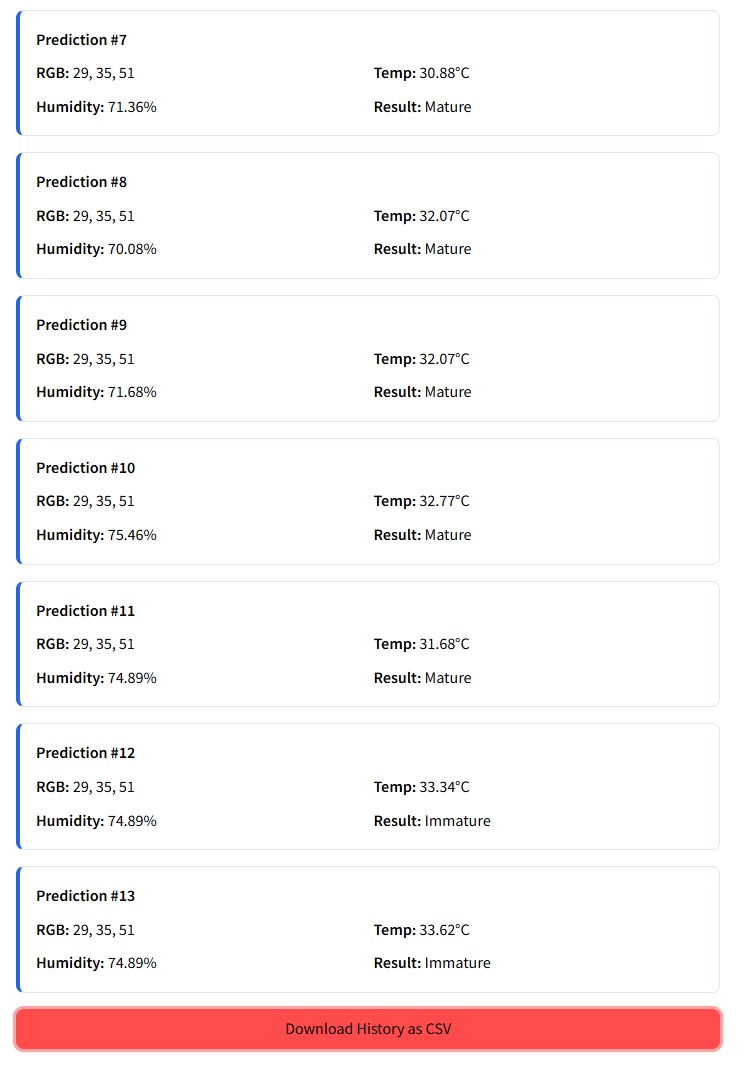 Prediction #7
RGB: 29, 35, 51
Temp: 30.88°C
Humidity: 71.36%
Result: Mature
Prediction #8
RGB: 29, 35, 51
Temp: 32.07°C
Humidity: 70.08%
Result: Mature
Prediction #9
RGB: 29, 35, 51
Temp: 32.07°C
Humidity: 71.68%
Result: Mature
Prediction #10
RGB: 29, 35, 51
Temp: 32.77°C
Humidity: 75.46%
Result: Mature
Prediction #11
RGB: 29, 35, 51
Temp: 31.68°C
Humidity: 74.89%
Result: Mature
Prediction #12
RGB: 29, 35, 51
Temp: 33.34°C
Humidity: 74.89%
Result: Immature
Prediction #13
RGB: 29, 35, 51
Temp: 33.62°C
Humidity: 74.89%
Result: Immature
Download History as CSV